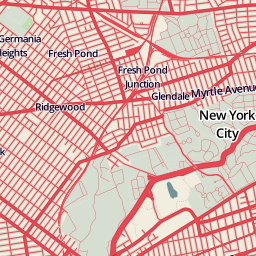 Germania
Heights
Fresh Pond
Fresh Pond
Junction
Glendale
Myrtle Avenue
Ridgewood
New York
City
k